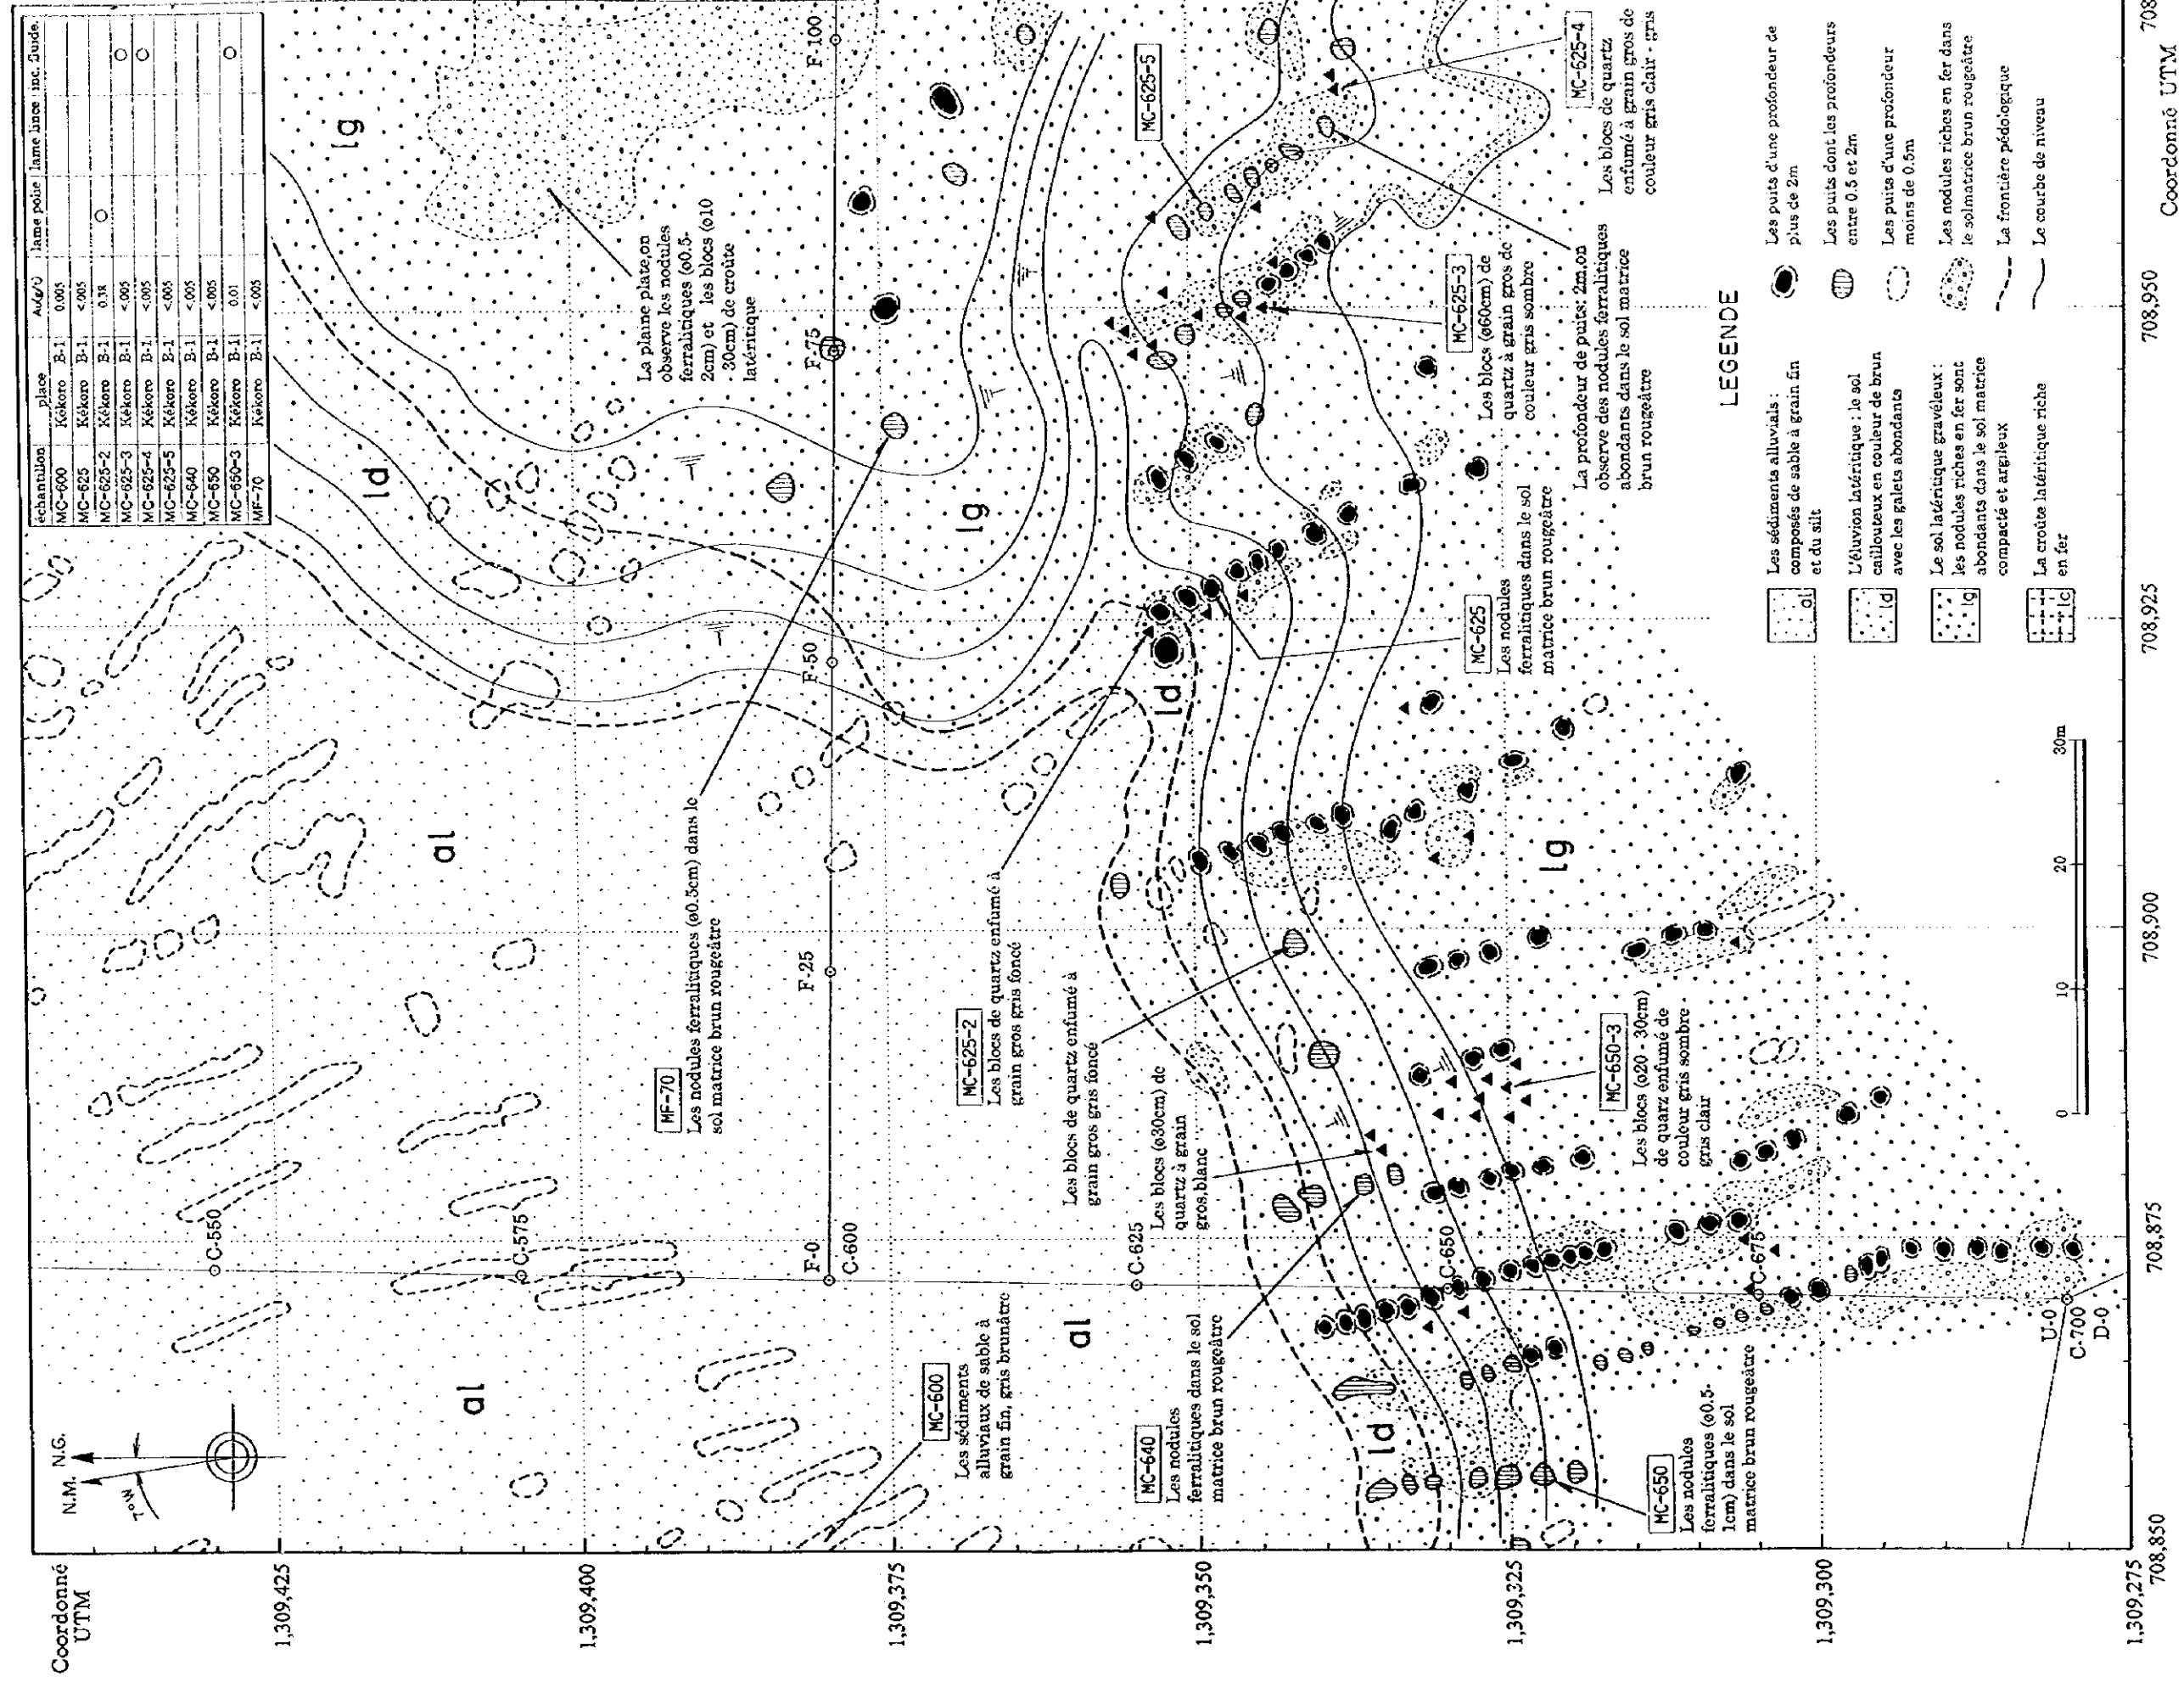 Coordonné
UTM
N.M. N.G.
7°W
1,309,425
1,309,400
1,309,375
1,309,350
1,309,325
1,309,300
1,309,275
708,850
708,875
708,900
708,925
708,950
708
Coordonné UTM
échantillon place Au g/t lame polie lame mince inc. fluide
MC-600 Kékoro B-1 0.005
MC-625 Kékoro B-1 <.005
MC-625-2 Kékoro B-1 0.38 ○
MC-625-3 Kékoro B-1 <.005 ○
MC-625-4 Kékoro B-1 <.005 ○
MC-625-5 Kékoro B-1 <.005
MC-640 Kékoro B-1 <.005
MC-650 Kékoro B-1 <.005
MC-650-3 Kékoro B-1 0.01 ○
MF-70 Kékoro B-1 <.005
al
al
al
ld
ld
ld
lg
lg
lg
C-550
C-575
F-0
C-600
C-625
C-650
C-675
U-0
C-700
D-0
F-25
F-50
F-75
F-100
La plaine plate, on
observe les nodules
ferralitiques (ø0.5-
2cm) et les blocs (ø10
- 30cm) de croûte
latéritique
MF-70
Les nodules ferralitiques (ø0.5cm) dans le
sol matrice brun rougeâtre
MC-600
Les sédiments
alluviaux de sable à
grain fin, gris brunâtre
MC-625-2
Les blocs de quartz enfumé à
grain gros gris foncé
Les blocs de quartz enfumé à
grain gros gris foncé
Les blocs (ø30cm) de
quartz à grain
gros, blanc
MC-640
Les nodules
ferralitiques dans le sol
matrice brun rougeâtre
MC-650
Les nodules
ferralitiques (ø0.5-
1cm) dans le sol
matrice brun rougeâtre
MC-650-3
Les blocs (ø20 - 30cm)
de quarz enfumé de
couleur gris sombre -
gris clair
MC-625
Les nodules
ferralitiques dans le sol
matrice brun rougeâtre
MC-625-3
Les blocs (ø60cm) de
quartz à grain gros de
couleur gris sombre
MC-625-5
MC-625-4
Les blocs de quartz
enfumé à grain gros de
couleur gris clair - gris
La profondeur de puits: 2m, on
observe des nodules ferralitiques
abondants dans le sol matrice
brun rougeâtre
LEGENDE
al
Les sédiments alluvials :
composés de sable à grain fin
et du silt
ld
L'éluvion latéritique : le sol
caillouteux en couleur de brun
avec les galets abondants
lg
Le sol latéritique gravéleux :
les nodules riches en fer sont
abondants dans le sol matrice
compacté et argileux
lc
La croûte latéritique riche
en fer
Les puits d'une profondeur de
plus de 2m
Les puits dont les profondeurs
entre 0.5 et 2m
Les puits d'une profondeur
moins de 0.5m
Les nodules riches en fer dans
le solmatrice brun rougeâtre
La frontière pédologique
Le courbe de niveau
0 10 20 30m